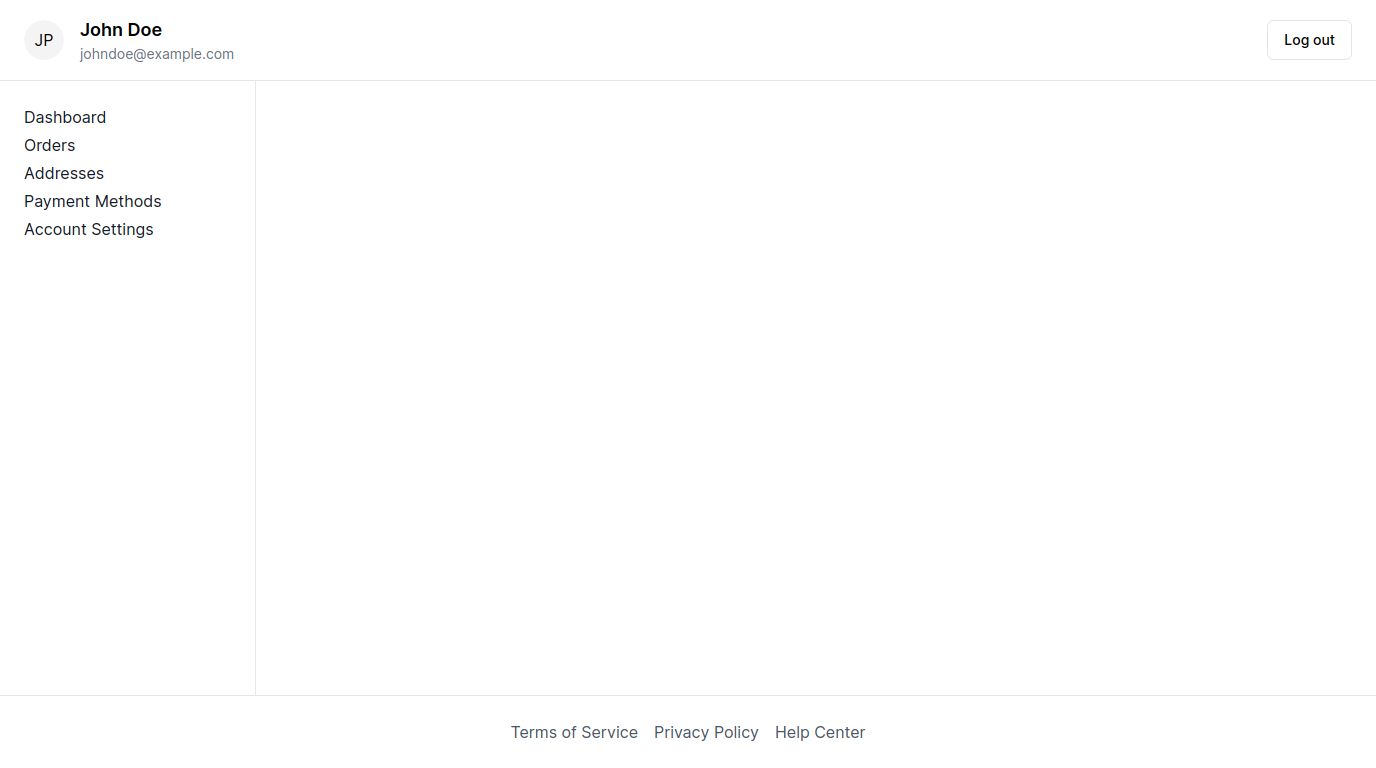 JP
John Doe
johndoe@example.com
Log out
Dashboard
Orders
Addresses
Payment Methods
Account Settings
Terms of Service Privacy Policy Help Center